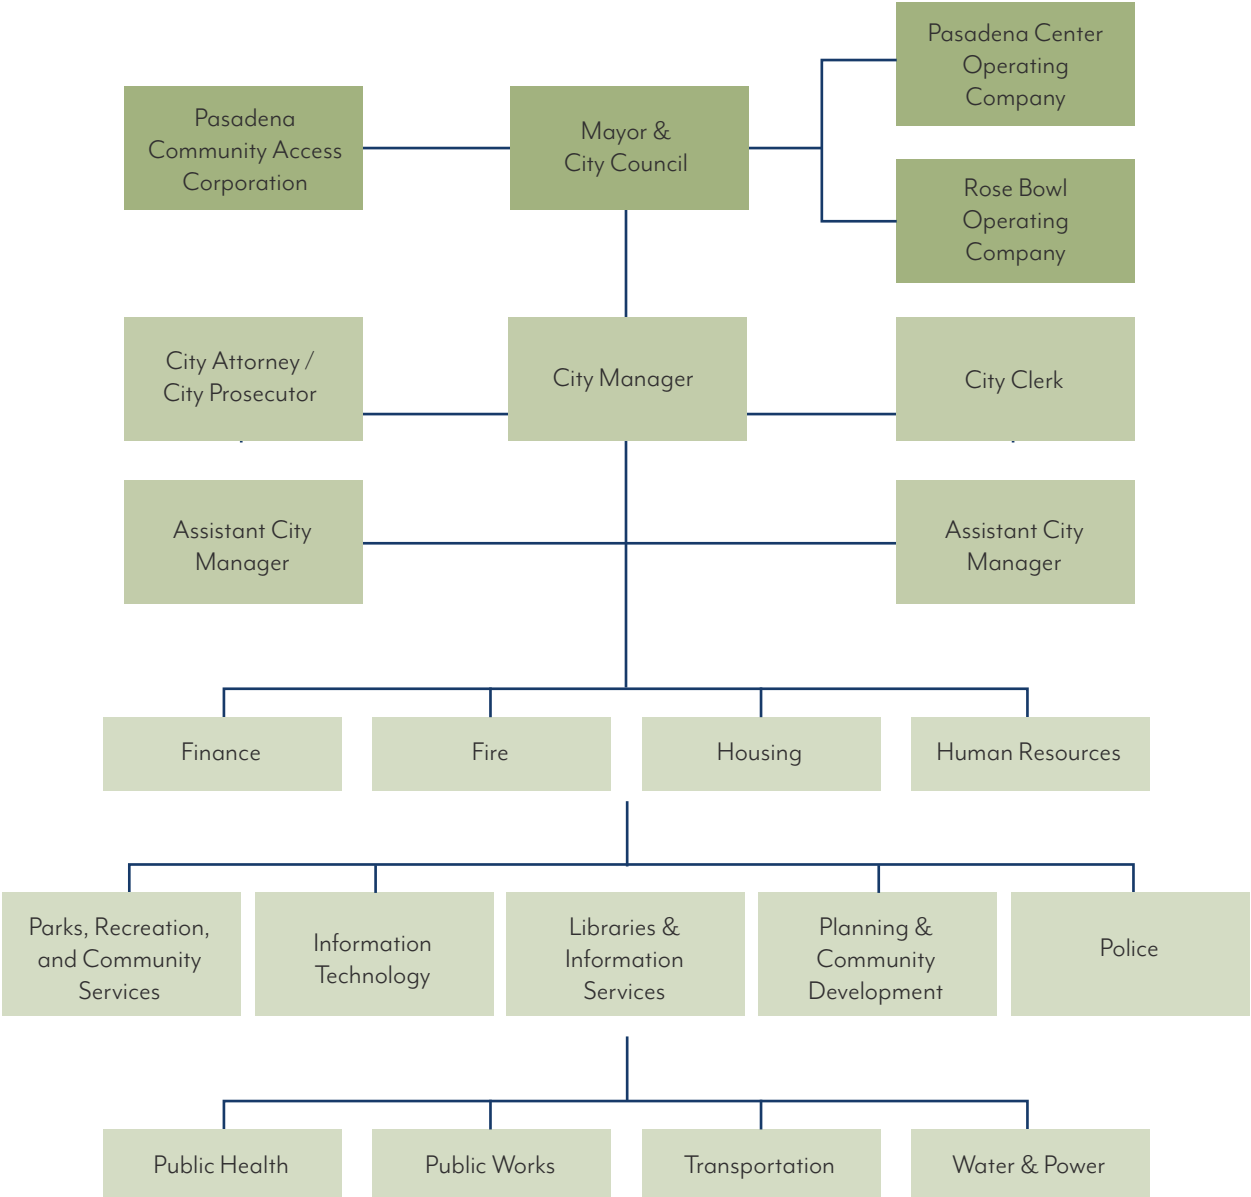 Pasadena Center
Operating
Company
Pasadena
Community Access
Corporation
Mayor &
City Council
Rose Bowl
Operating
Company
City Attorney /
City Prosecutor
City Manager
City Clerk
Assistant City
Manager
Assistant City
Manager
Finance
Fire
Housing
Human Resources
Parks, Recreation,
and Community
Services
Information
Technology
Libraries &
Information
Services
Planning &
Community
Development
Police
Public Health
Public Works
Transportation
Water & Power